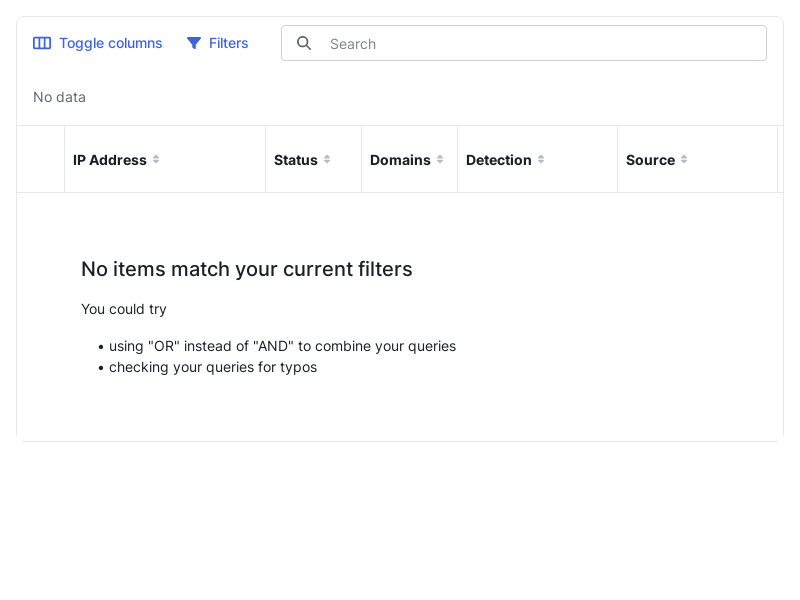 Toggle columns Filters Search
No data
IP Address Status Domains Detection Source
No items match your current filters
You could try
• using "OR" instead of "AND" to combine your queries
• checking your queries for typos